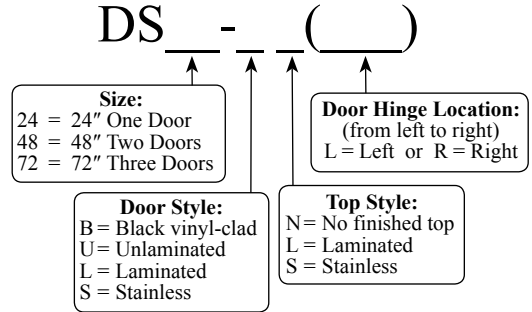 DS___-_ _(___)
Size:
24 = 24″ One Door
48 = 48″ Two Doors
72 = 72″ Three Doors
Door Hinge Location:
(from left to right)
L = Left or R = Right
Door Style:
B = Black vinyl-clad
U = Unlaminated
L = Laminated
S = Stainless
Top Style:
N = No finished top
L = Laminated
S = Stainless